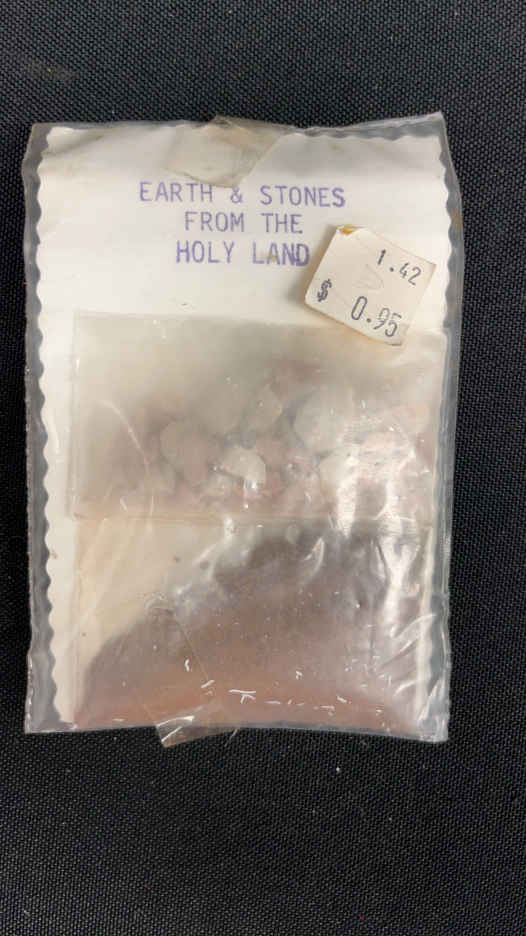 EARTH & STONES
FROM THE
HOLY LAND
1.42
$ 0.95